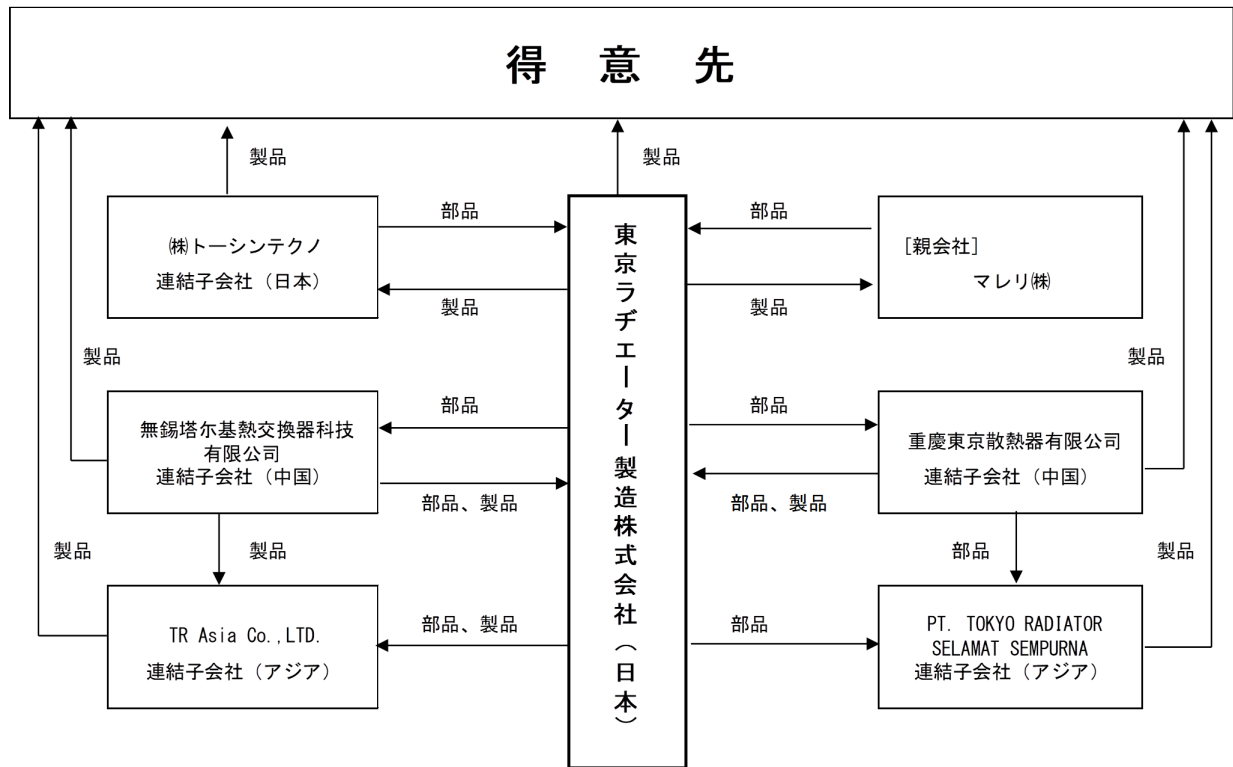 得 意 先
製品
製品
㈱トーシンテクノ
連結子会社（日本）
部品
製品
東京ラヂエーター製造株式会社（日本）
部品
製品
[親会社]
マレリ㈱
製品
製品
無錫塔尓基熱交換器科技
有限公司
連結子会社（中国）
部品
部品、製品
部品
部品、製品
重慶東京散熱器有限公司
連結子会社（中国）
製品
製品
部品
製品
TR Asia Co.,LTD.
連結子会社（アジア）
部品、製品
部品
PT. TOKYO RADIATOR
SELAMAT SEMPURNA
連結子会社（アジア）